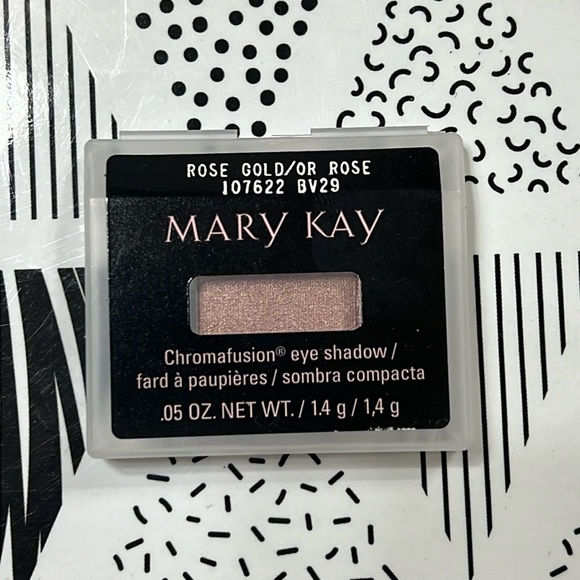 ROSE GOLD/OR ROSE
107622 BV29
MARY KAY
Chromafusion® eye shadow /
fard à paupières / sombra compacta
.05 OZ. NET WT. / 1.4 g / 1,4 g